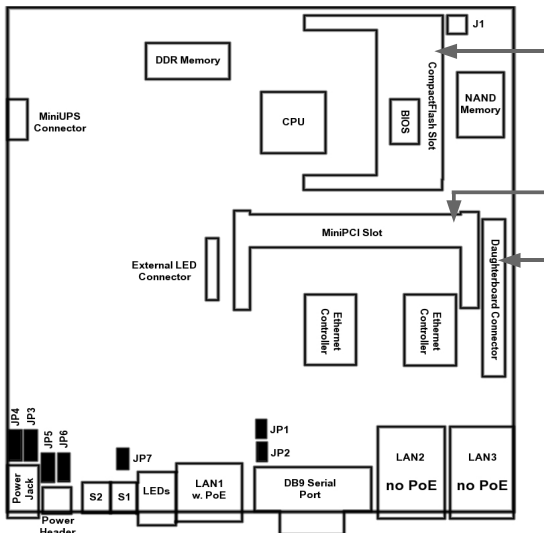 J1
DDR Memory
CompactFlash Slot
NAND
Memory
BIOS
MiniUPS
Connector
CPU
MiniPCI Slot
Daughterboard Connector
External LED
Connector
Ethernet
Controller
Ethernet
Controller
JP4
JP3
JP5
JP6
JP7
JP1
JP2
Power
Jack
S2
S1
LEDs
LAN1
w. PoE
DB9 Serial
Port
LAN2
no PoE
LAN3
no PoE
Power
Header